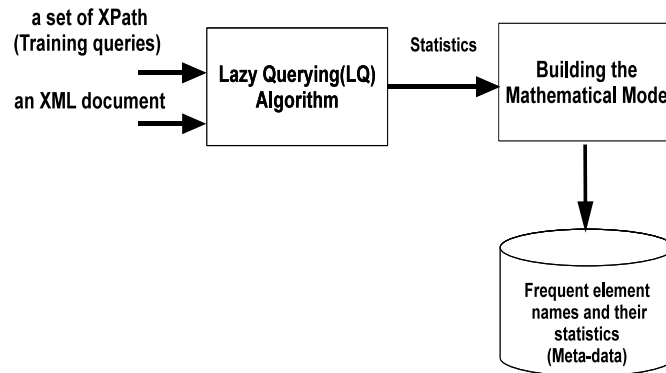 a set of XPath
(Training queries)
an XML document
Lazy Querying(LQ)
Algorithm
Statistics
Building the
Mathematical Mode
Frequent element
names and their
statistics
(Meta-data)